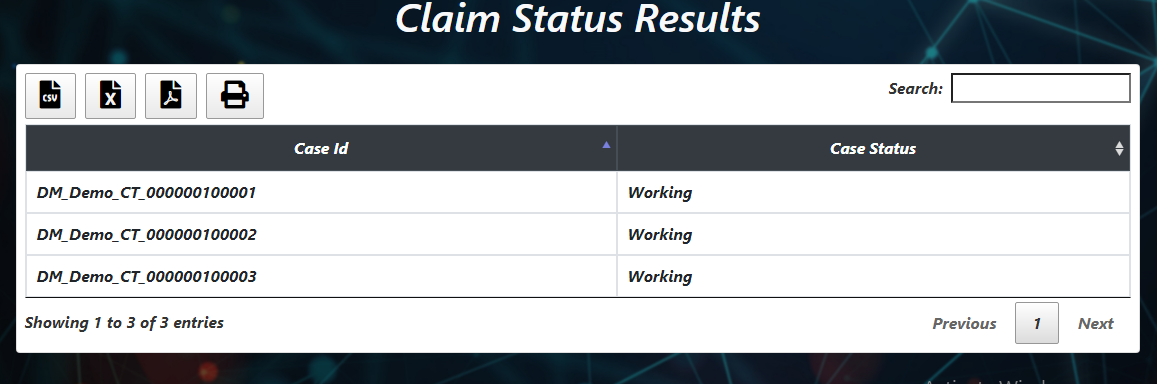 Claim Status Results
CSV X Search:
Case Id Case Status
DM_Demo_CT_000000100001 Working
DM_Demo_CT_000000100002 Working
DM_Demo_CT_000000100003 Working
Showing 1 to 3 of 3 entries Previous 1 Next